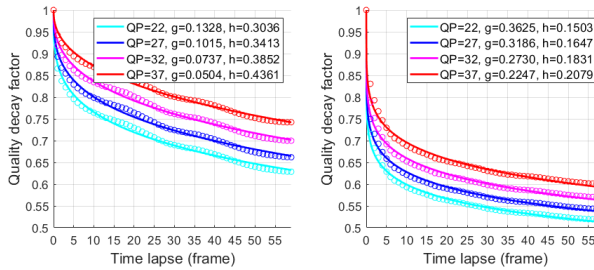 QP=22, g:0.1328, h:0.3036
QP=27, g:0.1015, h:0.3413
QP=32, g:0.0737, h:0.3852
QP=37, g:0.0504, h:0.4361
1
0.95
0.9
0.85
0.8
0.75
0.7
0.65
0.6
0.55
0.5
Quality decay factor
0 5 10 15 20 25 30 35 40 45 50 55
Time lapse (frame)
QP=22, g:0.3625, h:0.1503
QP=27, g:0.3186, h:0.1647
QP=32, g:0.2730, h:0.1831
QP=37, g:0.2247, h:0.2079
1
0.95
0.9
0.85
0.8
0.75
0.7
0.65
0.6
0.55
0.5
Quality decay factor
0 5 10 15 20 25 30 35 40 45 50 55
Time lapse (frame)